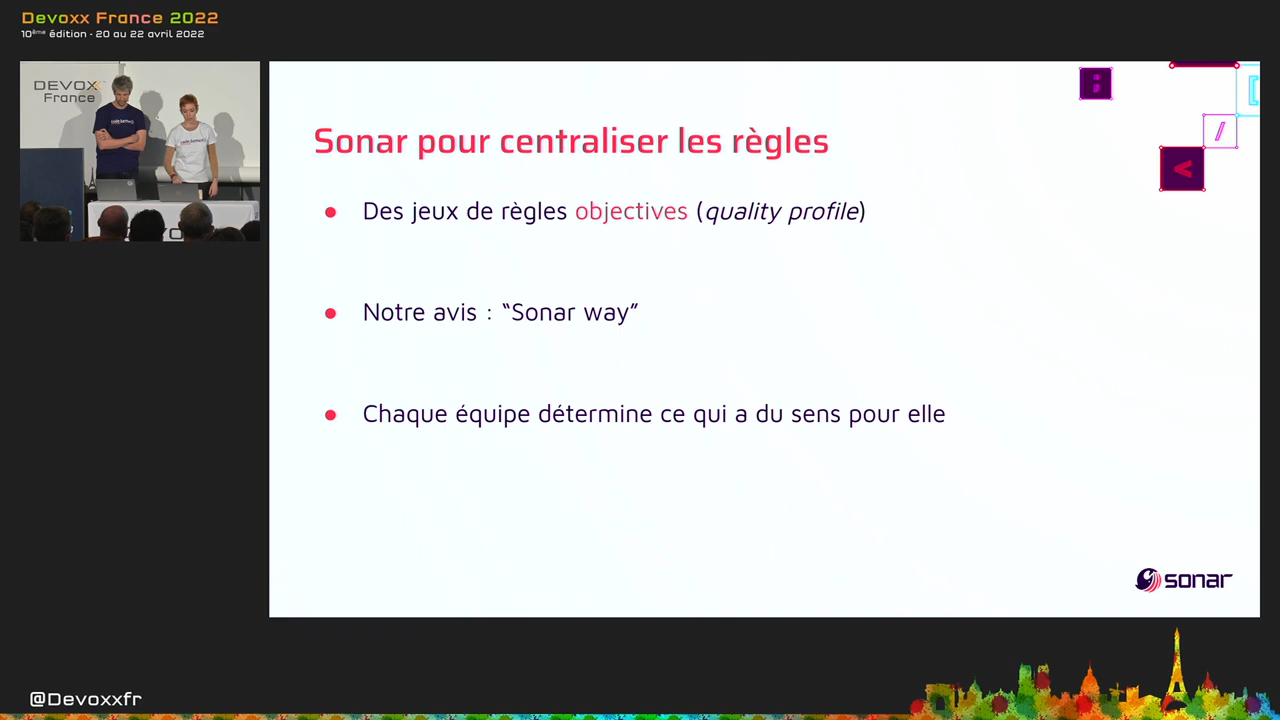 Devoxx France 2022
10ème édition - 20 au 22 avril 2022
DEVOXX
France
Sonar pour centraliser les règles
● Des jeux de règles objectives (quality profile)
● Notre avis : “Sonar way”
● Chaque équipe détermine ce qui a du sens pour elle
;
[
/
<
sonar
@Devoxxfr